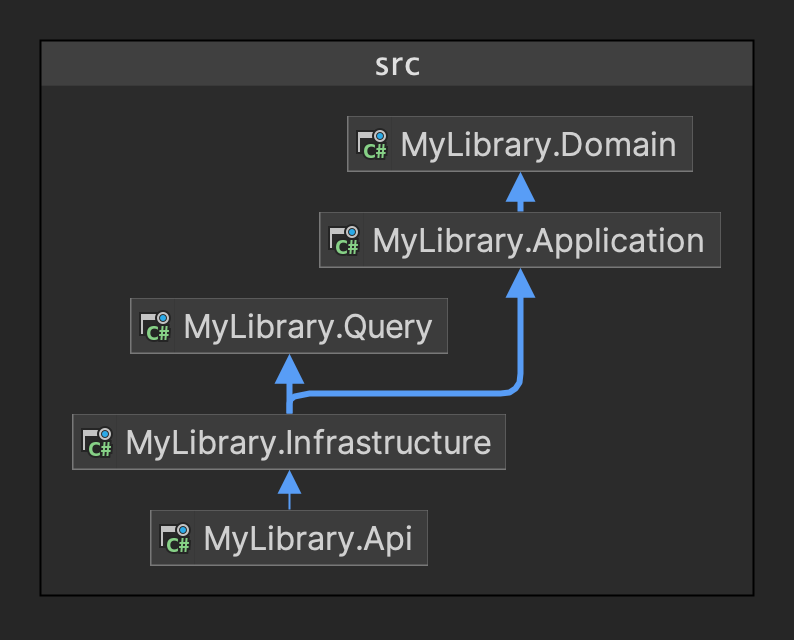 src
C# MyLibrary.Domain
C# MyLibrary.Application
C# MyLibrary.Query
C# MyLibrary.Infrastructure
C# MyLibrary.Api